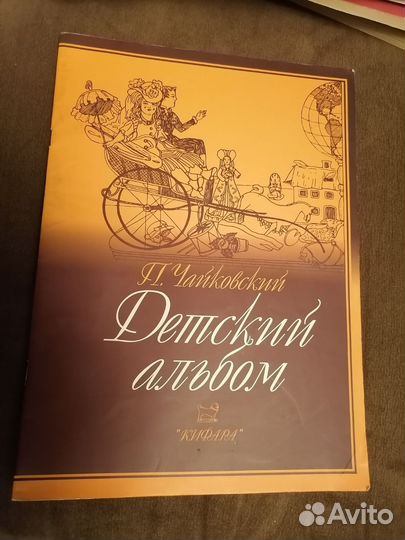 П. Чайковский
Детский
альбом
"КИФАРА"
Avito